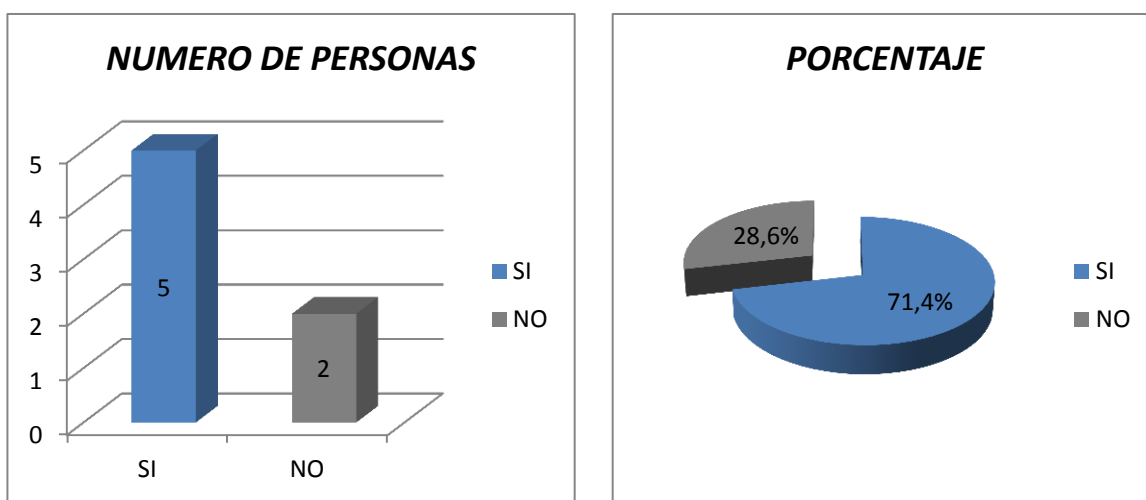 NUMERO DE PERSONAS
5
4
3
2
1
0
5
2
SI
NO
SI
NO
PORCENTAJE
28,6%
71,4%
SI
NO